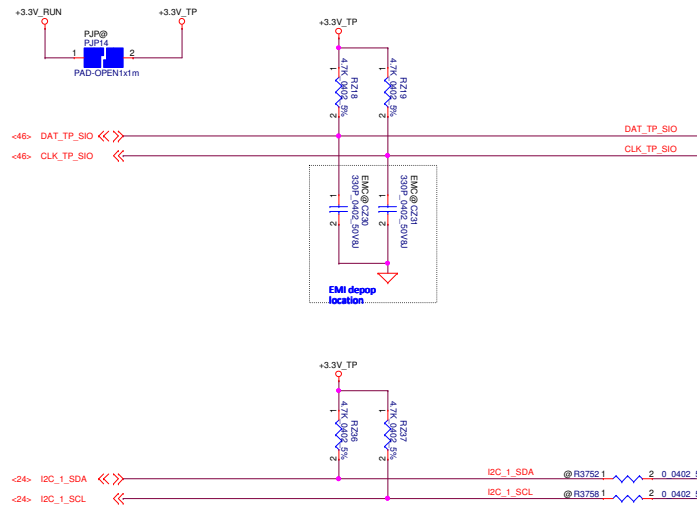 +3.3V_RUN
+3.3V_TP
PJP@
PJP14
1
2
PAD-OPEN1x1m
+3.3V_TP
1
4.7K_0402_5%
RZ18
2
1
4.7K_0402_5%
RZ19
2
<46> DAT_TP_SIO
DAT_TP_SIO
<46> CLK_TP_SIO
CLK_TP_SIO
1
EMC@ CZ30
330P_0402_50V8J
2
1
EMC@ CZ31
330P_0402_50V8J
2
EMI depop
location
+3.3V_TP
1
4.7K_0402_5%
RZ36
2
1
4.7K_0402_5%
RZ37
2
<24> I2C_1_SDA
I2C_1_SDA
@ R3752 1
2 0_0402_5
<24> I2C_1_SCL
I2C_1_SCL
@ R3758 1
2 0_0402_5